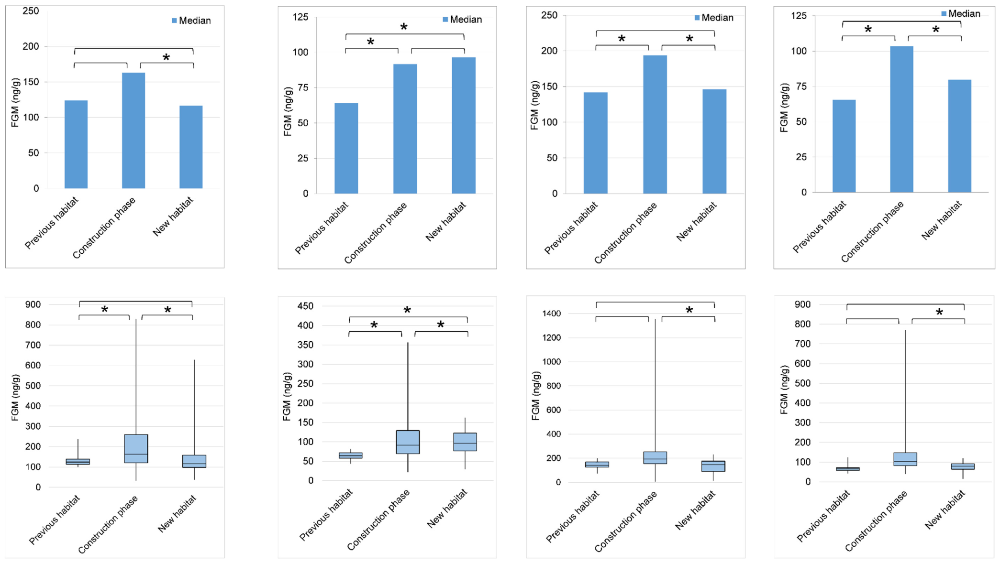 250
200
150
100
50
0
FGM (ng/g)
Median
*
Previous habitat
Construction phase
New habitat
125
100
75
50
25
0
FGM (ng/g)
Median
*
*
Previous habitat
Construction phase
New habitat
250
200
150
100
50
0
FGM (ng/g)
Median
*
*
Previous habitat
Construction phase
New habitat
125
100
75
50
25
0
FGM (ng/g)
Median
*
*
Previous habitat
Construction phase
New habitat
900
800
700
600
500
400
300
200
100
0
FGM (ng/g)
*
*
Previous habitat
Construction phase
New habitat
450
400
350
300
250
200
150
100
50
0
FGM (ng/g)
*
*
*
Previous habitat
Construction phase
New habitat
1400
1200
1000
800
600
400
200
0
FGM (ng/g)
*
Previous habitat
Construction phase
New habitat
900
800
700
600
500
400
300
200
100
0
FGM (ng/g)
*
Previous habitat
Construction phase
New habitat